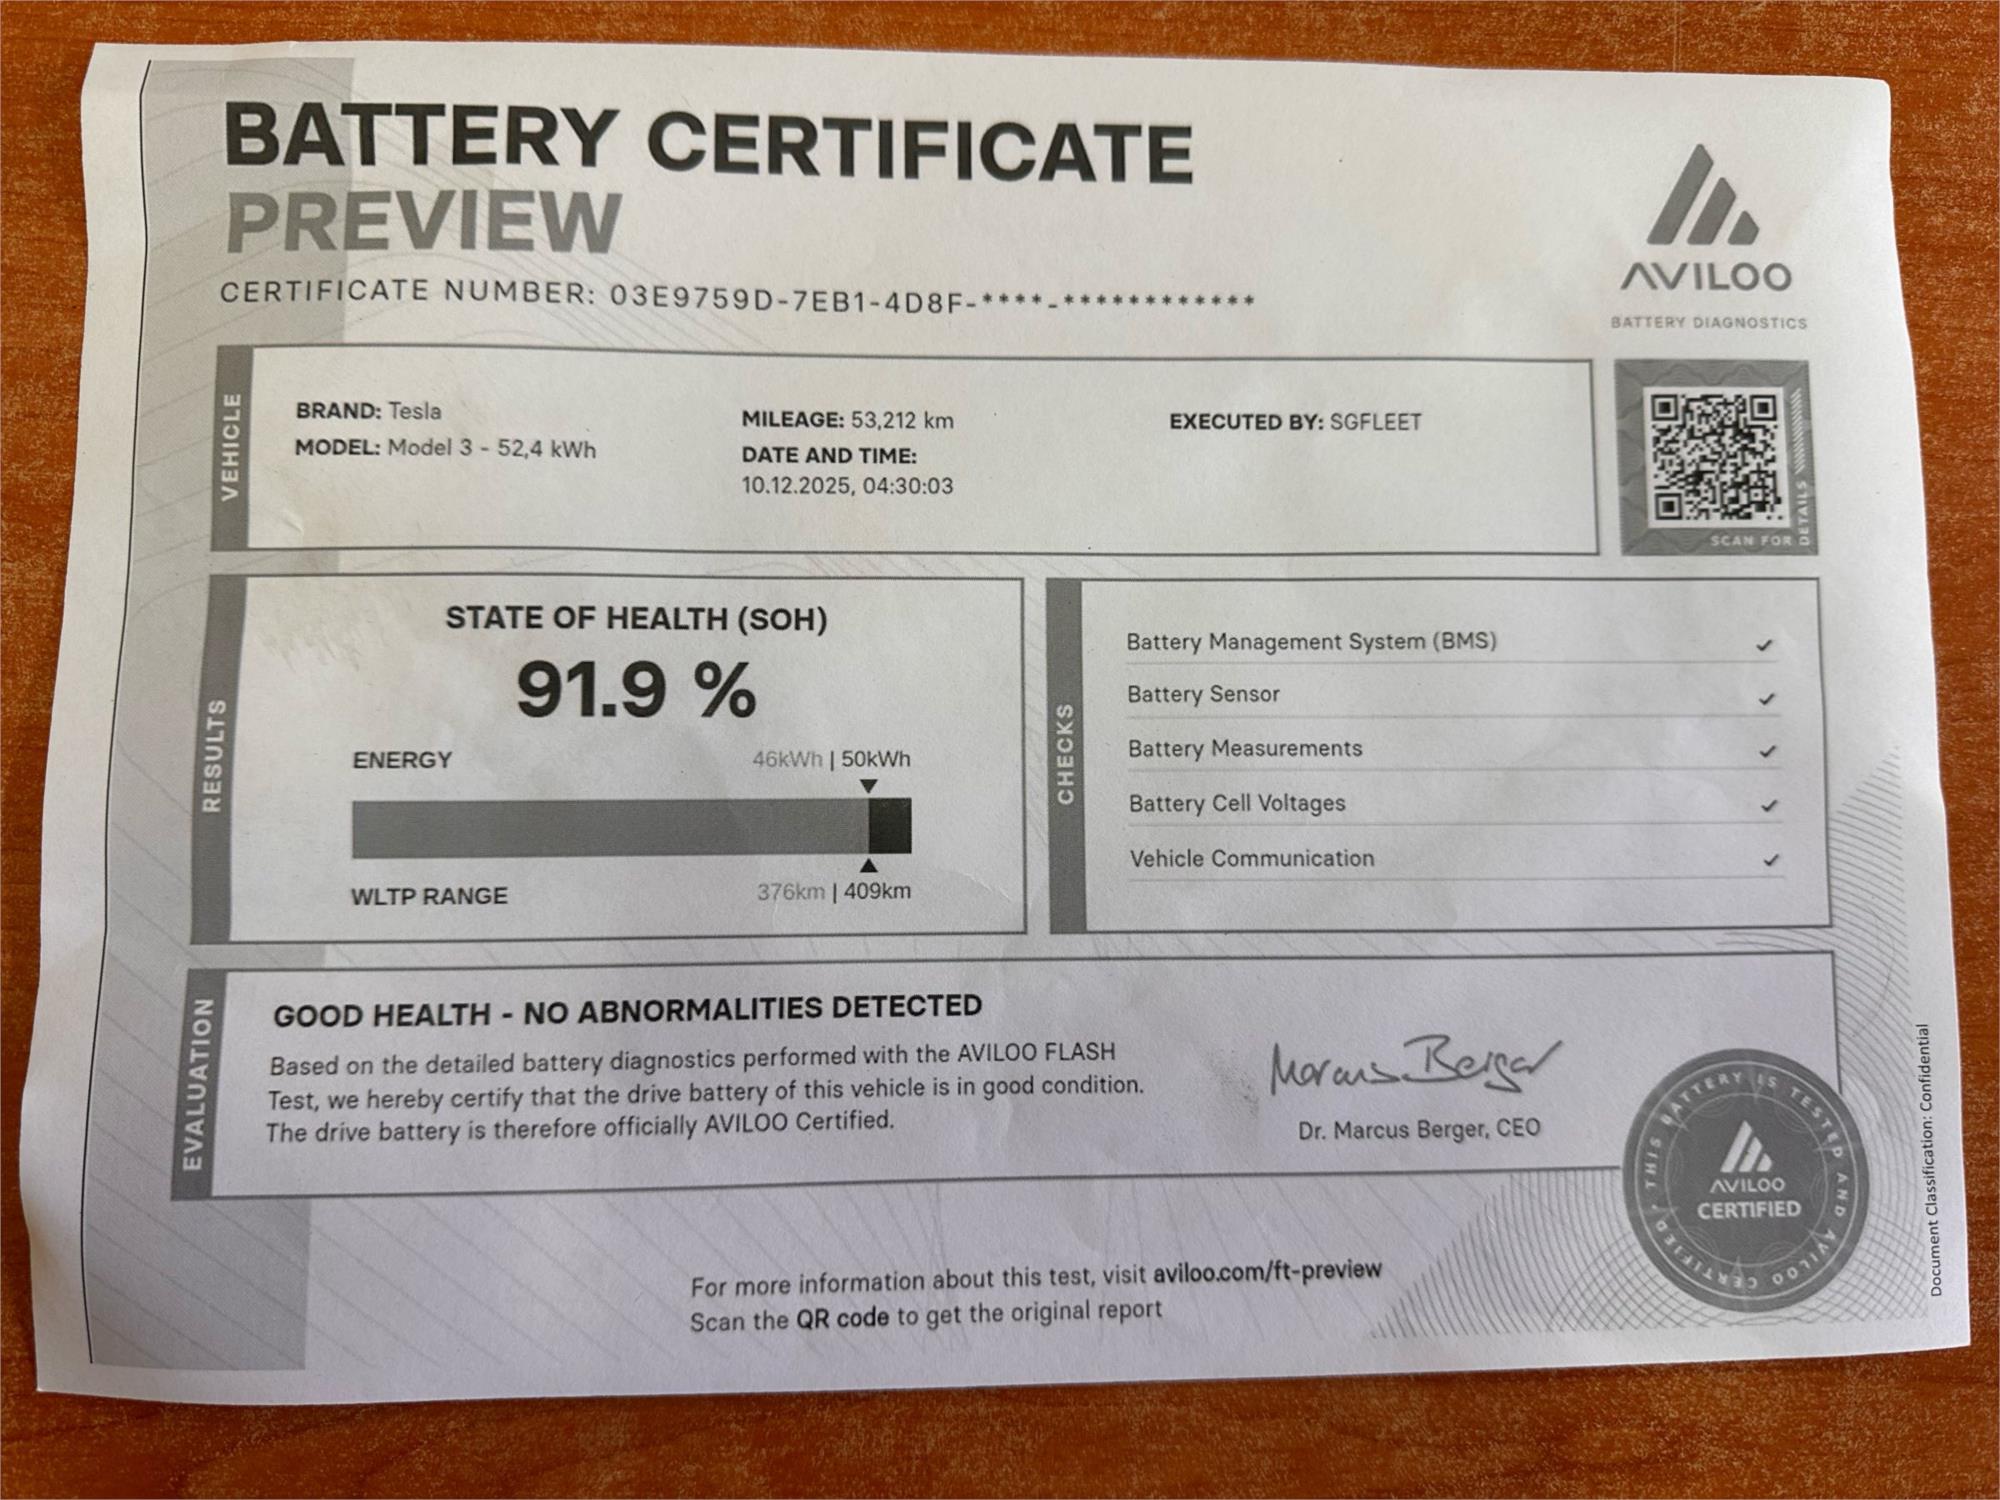 BATTERY CERTIFICATE
PREVIEW
CERTIFICATE NUMBER: 03E9759D-7EB1-4D8F-****-************
AVILOO
BATTERY DIAGNOSTICS
VEHICLE
BRAND: Tesla
MODEL: Model 3 - 52,4 kWh
MILEAGE: 53,212 km
DATE AND TIME:
10.12.2025, 04:30:03
EXECUTED BY: SGFLEET
SCAN FOR DETAILS
RESULTS
STATE OF HEALTH (SOH)
91.9 %
ENERGY
46kWh | 50kWh
WLTP RANGE
376km | 409km
CHECKS
Battery Management System (BMS)
Battery Sensor
Battery Measurements
Battery Cell Voltages
Vehicle Communication
EVALUATION
GOOD HEALTH - NO ABNORMALITIES DETECTED
Based on the detailed battery diagnostics performed with the AVILOO FLASH
Test, we hereby certify that the drive battery of this vehicle is in good condition.
The drive battery is therefore officially AVILOO Certified.
Marcus Berger
Dr. Marcus Berger, CEO
THIS BATTERY IS TESTED AND AVILOO CERTIFIED
AVILOO
CERTIFIED
Document Classification: Confidential
For more information about this test, visit aviloo.com/ft-preview
Scan the QR code to get the original report